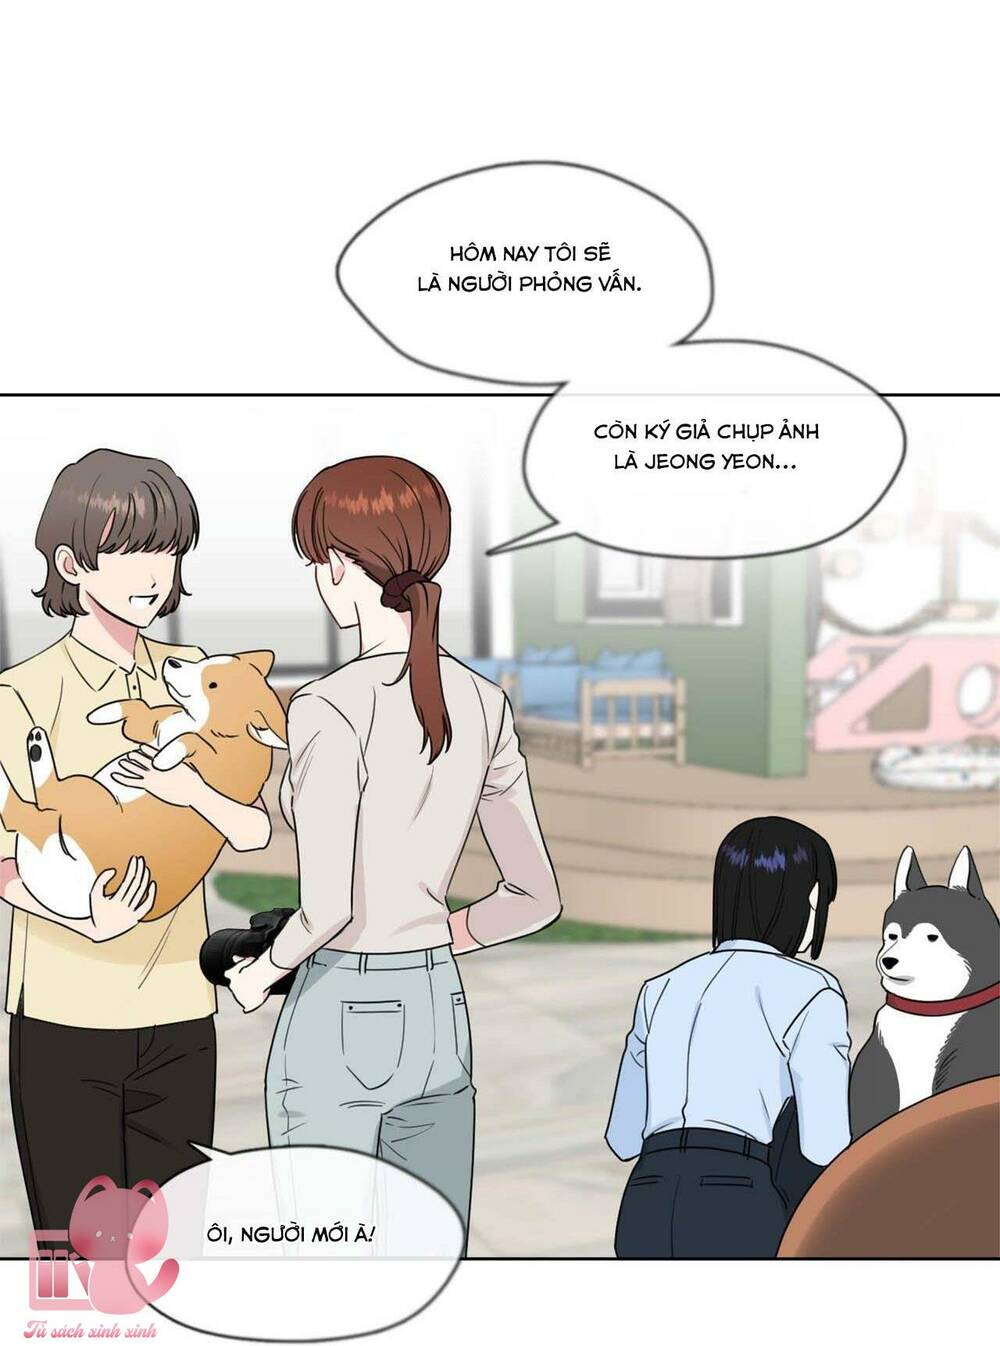 HÔM NAY TÔI SẼ
LÀ NGƯỜI PHỎNG VẤN.
CÒN KÝ GIẢ CHỤP ẢNH
LÀ JEONG YEON...
ÔI, NGƯỜI MỚI À!
Tủ sách xinh xinh